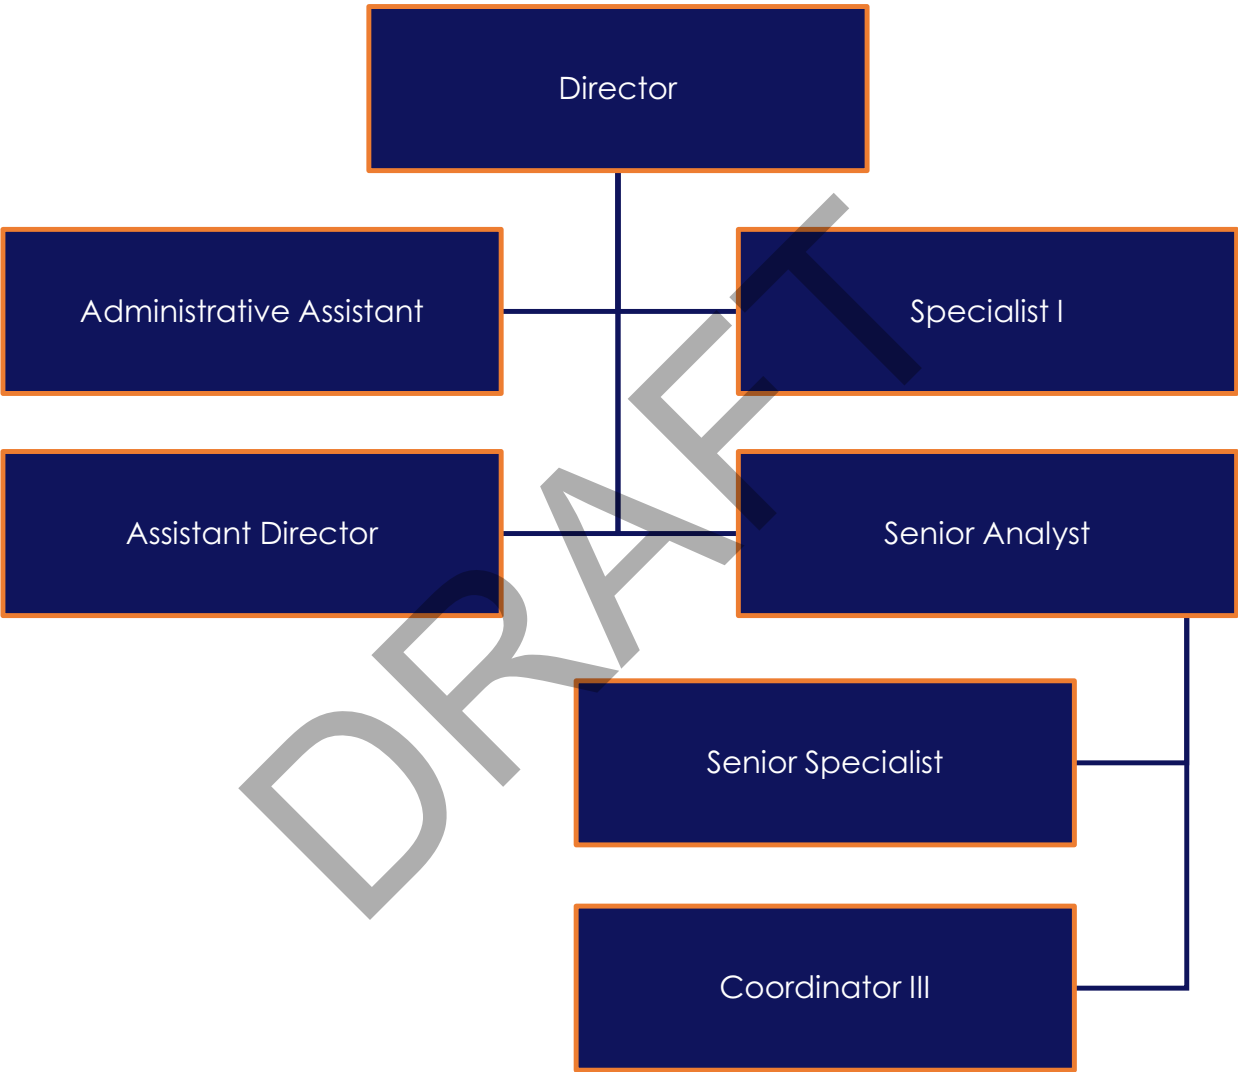 Director
Administrative Assistant
Specialist I
Assistant Director
Senior Analyst
Senior Specialist
Coordinator III
DRAFT